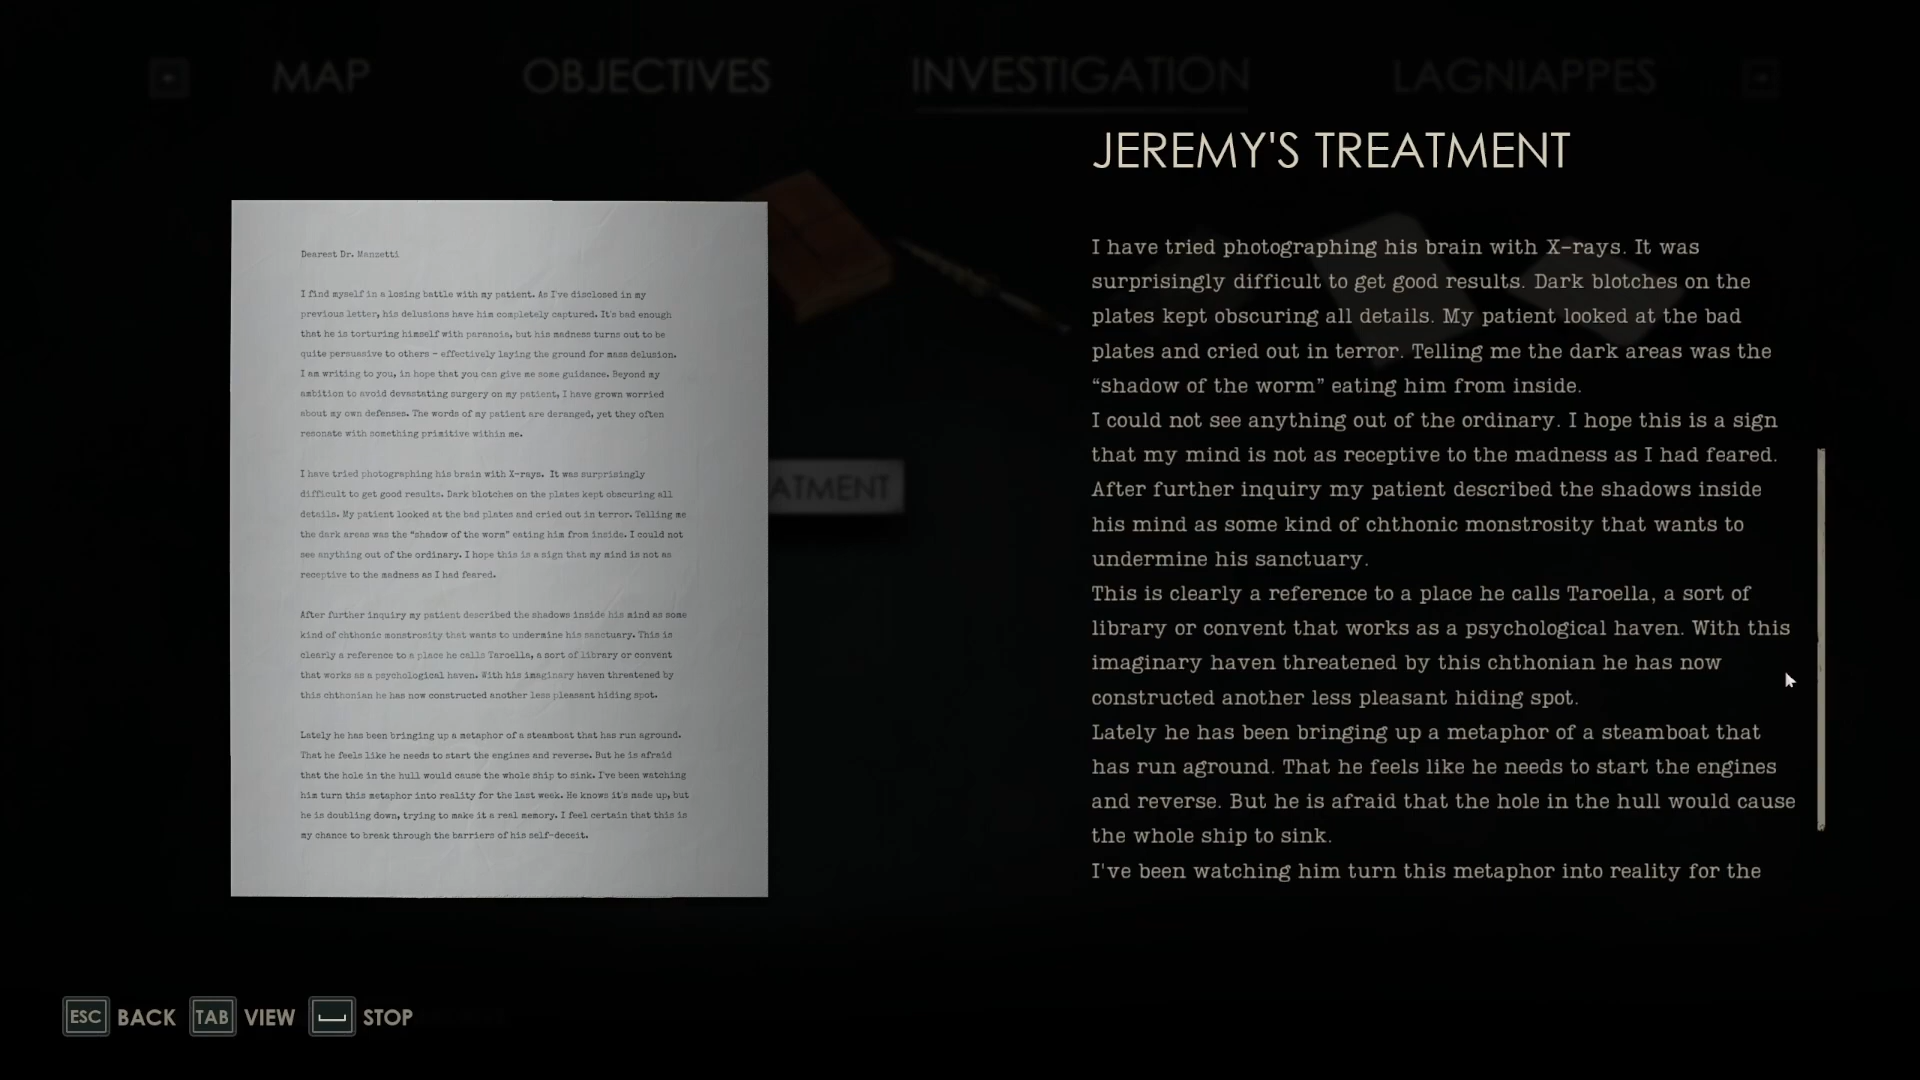 MAP
OBJECTIVES
INVESTIGATION
LAGNIAPPES
JEREMY'S TREATMENT
Dearest Dr. Manzetti
I find myself in a losing battle with my patient. As I've disclosed in my
previous letter, his delusions have him completely captured. It's bad enough
that he is torturing himself with paranoia, but his madness turns out to be
quite persuasive to others - effectively laying the ground for mass delusion.
I am writing to you, in hope that you can give me some guidance. Beyond my
ambition to avoid devastating surgery on my patient, I have grown worried
about my own defenses. The words of my patient are deranged, yet they often
resonate with something primitive within me.
I have tried photographing his brain with X-rays. It was surprisingly
difficult to get good results. Dark blotches on the plates kept obscuring all
details. My patient looked at the bad plates and cried out in terror. Telling me
the dark areas was the "shadow of the worm" eating him from inside. I could not
see anything out of the ordinary. I hope this is a sign that my mind is not as
receptive to the madness as I had feared.
After further inquiry my patient described the shadows inside his mind as some
kind of chthonic monstrosity that wants to undermine his sanctuary. This is
clearly a reference to a place he calls Taroella, a sort of library or convent
that works as a psychological haven. With his imaginary haven threatened by
this chthonian he has now constructed another less pleasant hiding spot.
Lately he has been bringing up a metaphor of a steamboat that has run aground.
That he feels like he needs to start the engines and reverse. But he is afraid
that the hole in the hull would cause the whole ship to sink. I've been watching
him turn this metaphor into reality for the last week. He knows it's made up, but
he is doubling down, trying to make it a real memory. I feel certain that this is
my chance to break through the barriers of his self-deceit.
ATMENT
I have tried photographing his brain with X-rays. It was
surprisingly difficult to get good results. Dark blotches on the
plates kept obscuring all details. My patient looked at the bad
plates and cried out in terror. Telling me the dark areas was the
“shadow of the worm” eating him from inside.
I could not see anything out of the ordinary. I hope this is a sign
that my mind is not as receptive to the madness as I had feared.
After further inquiry my patient described the shadows inside
his mind as some kind of chthonic monstrosity that wants to
undermine his sanctuary.
This is clearly a reference to a place he calls Taroella, a sort of
library or convent that works as a psychological haven. With this
imaginary haven threatened by this chthonian he has now
constructed another less pleasant hiding spot.
Lately he has been bringing up a metaphor of a steamboat that
has run aground. That he feels like he needs to start the engines
and reverse. But he is afraid that the hole in the hull would cause
the whole ship to sink.
I've been watching him turn this metaphor into reality for the
ESC BACK TAB VIEW STOP